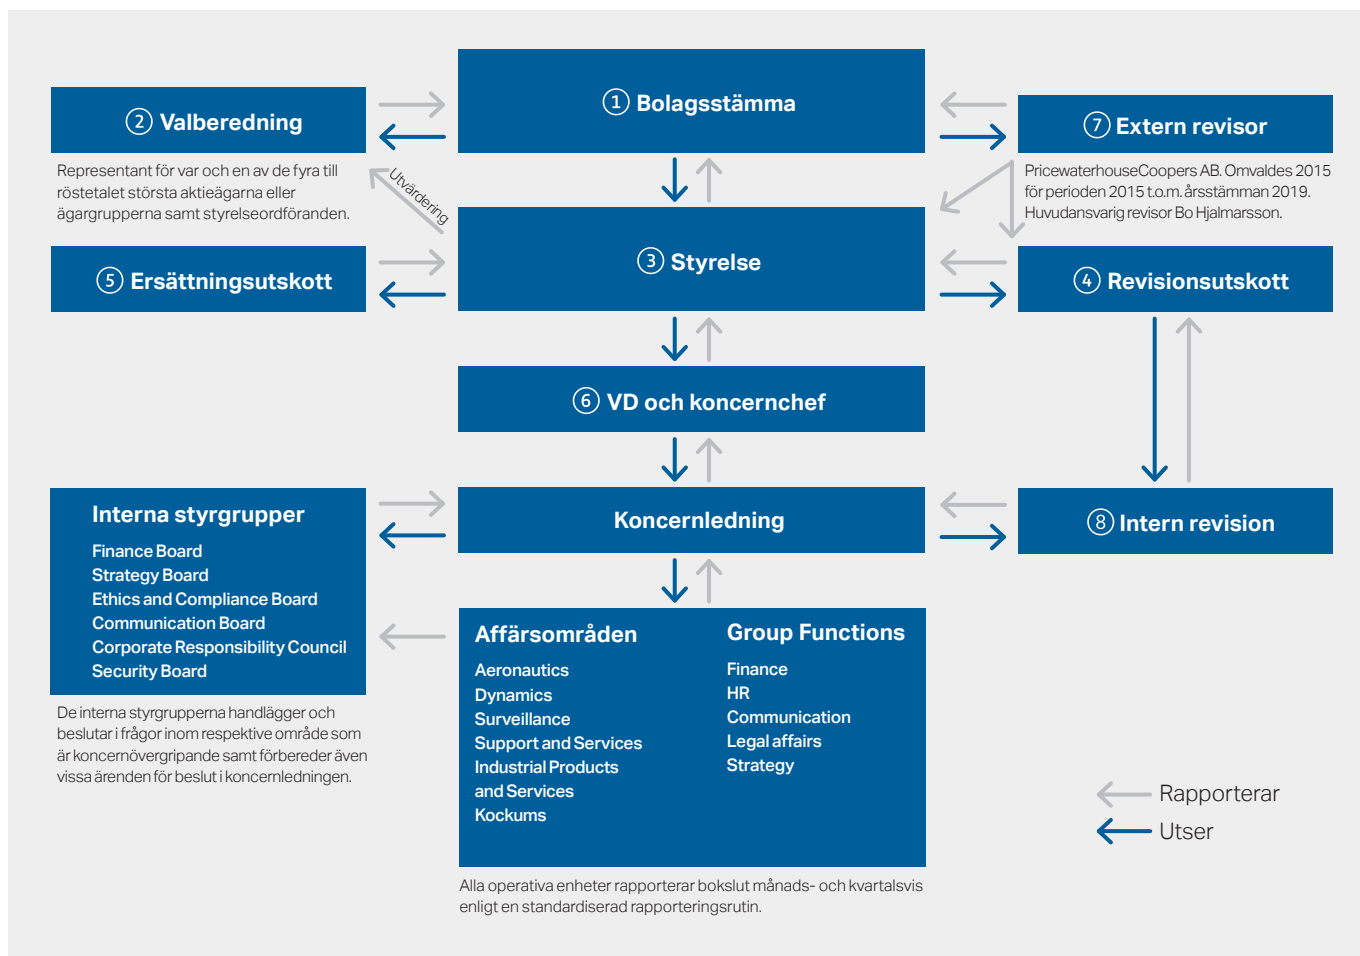 ① Bolagsstämma
② Valberedning
Representant för var och en av de fyra till
röstetalet största aktieägarna eller
ägargrupperna samt styrelseordföranden.
⑦ Extern revisor
PricewaterhouseCoopers AB. Omvaldes 2015
för perioden 2015 t.o.m. årsstämman 2019.
Huvudansvarig revisor Bo Hjalmarsson.
Utvärdering
③ Styrelse
⑤ Ersättningsutskott
④ Revisionsutskott
⑥ VD och koncernchef
Interna styrgrupper
Finance Board
Strategy Board
Ethics and Compliance Board
Communication Board
Corporate Responsibility Council
Security Board
De interna styrgrupperna handlägger och
beslutar i frågor inom respektive område som
är koncernövergripande samt förbereder även
vissa ärenden för beslut i koncernledningen.
Koncernledning
⑧ Intern revision
Affärsområden
Aeronautics
Dynamics
Surveillance
Support and Services
Industrial Products
and Services
Kockums
Group Functions
Finance
HR
Communication
Legal affairs
Strategy
Alla operativa enheter rapporterar bokslut månads- och kvartalsvis
enligt en standardiserad rapporteringsrutin.
Rapporterar
Utser